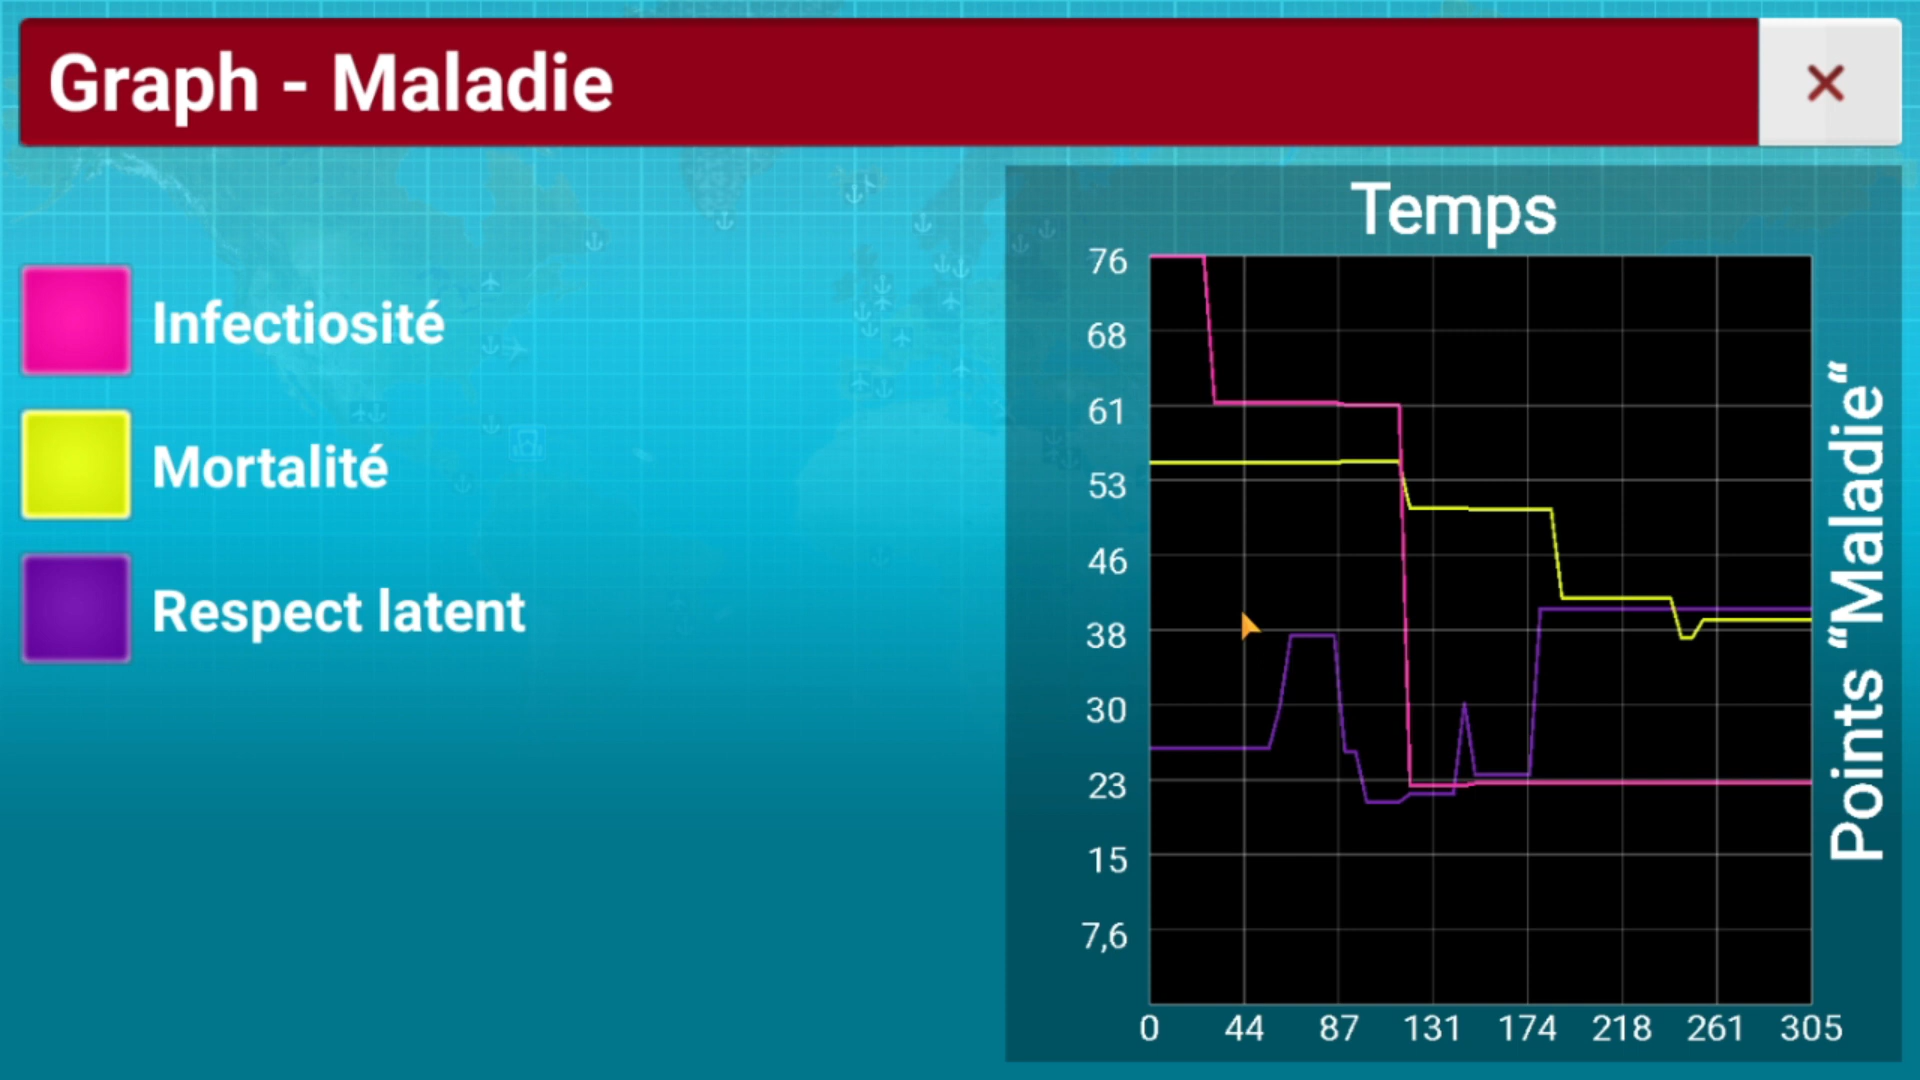 Graph - Maladie
×
Infectiosité
Mortalité
Respect latent
Temps
76
68
61
53
46
38
30
23
15
7,6
0 44 87 131 174 218 261 305
Points “Maladie“